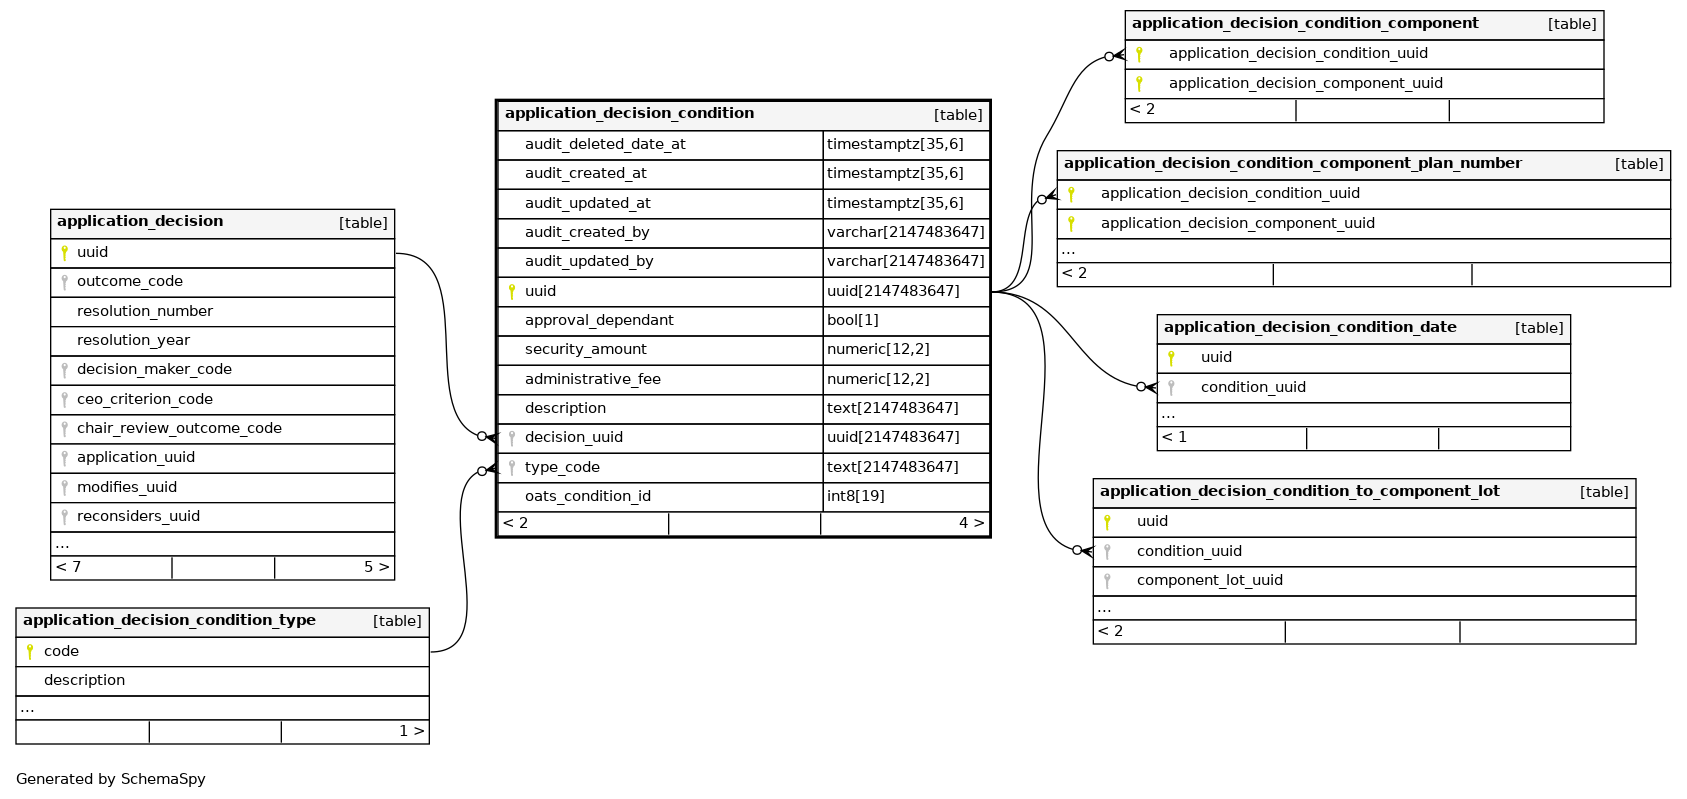 application_decision_condition_component [table]
application_decision_condition_uuid
application_decision_component_uuid
< 2
application_decision_condition_component_plan_number [table]
application_decision_condition_uuid
application_decision_component_uuid
...
< 2
application_decision_condition_date [table]
uuid
condition_uuid
...
< 1
application_decision_condition_to_component_lot [table]
uuid
condition_uuid
component_lot_uuid
...
< 2
application_decision_condition [table]
audit_deleted_date_at timestamptz[35,6]
audit_created_at timestamptz[35,6]
audit_updated_at timestamptz[35,6]
audit_created_by varchar[2147483647]
audit_updated_by varchar[2147483647]
uuid uuid[2147483647]
approval_dependant bool[1]
security_amount numeric[12,2]
administrative_fee numeric[12,2]
description text[2147483647]
decision_uuid uuid[2147483647]
type_code text[2147483647]
oats_condition_id int8[19]
< 2 4 >
application_decision [table]
uuid
outcome_code
resolution_number
resolution_year
decision_maker_code
ceo_criterion_code
chair_review_outcome_code
application_uuid
modifies_uuid
reconsiders_uuid
...
< 7 5 >
application_decision_condition_type [table]
code
description
...
1 >
Generated by SchemaSpy